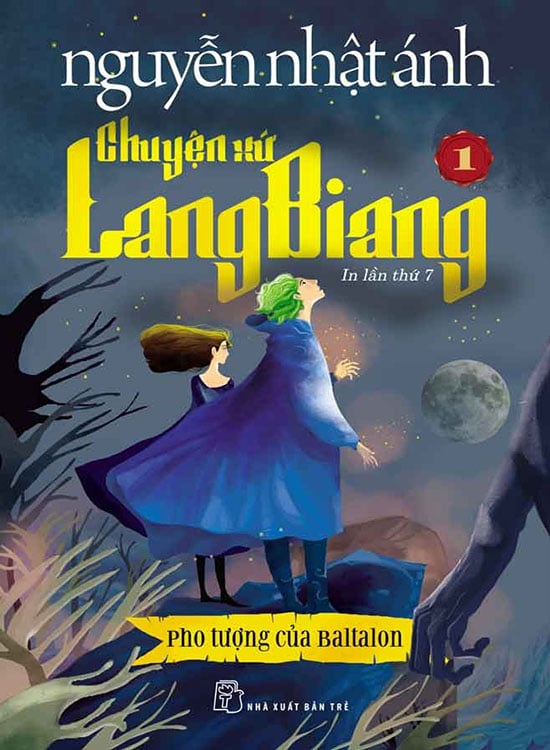 nguyễn nhật ánh
Chuyện xứ
1
LangBiang
In lần thứ 7
Pho tượng của Baltalon
NHÀ XUẤT BẢN TRẺ